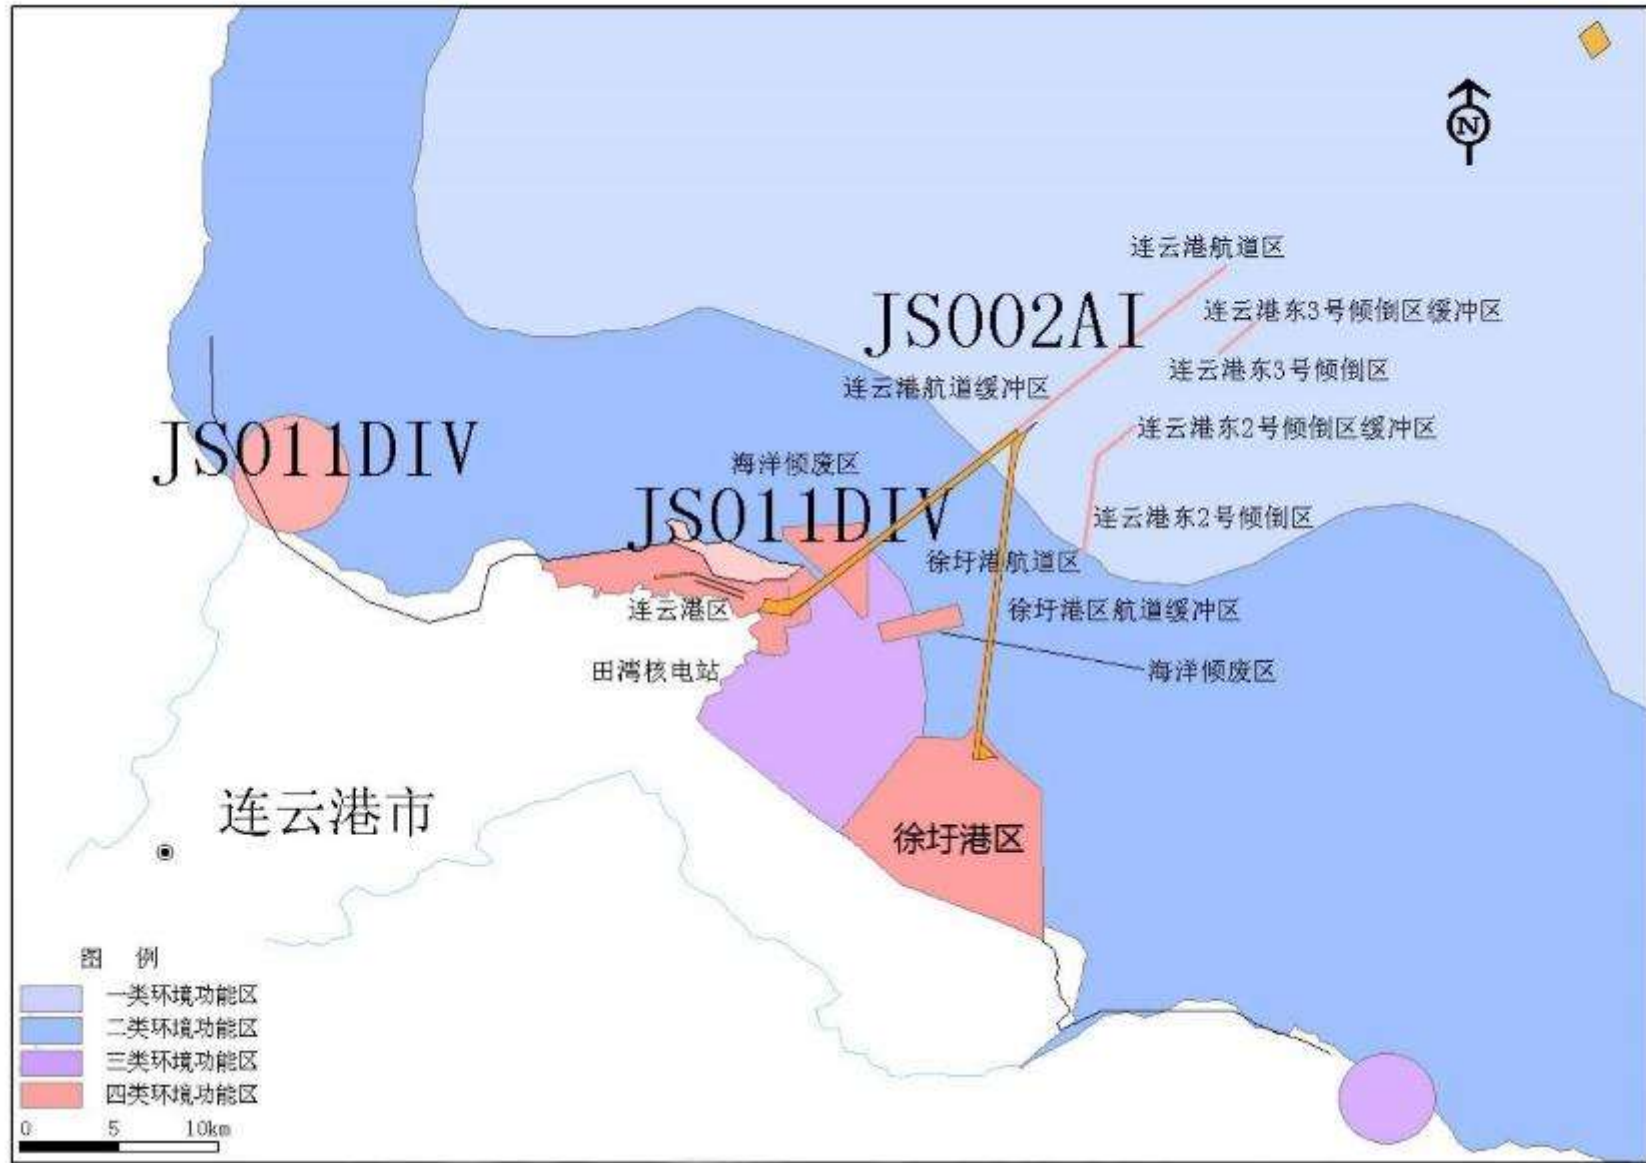 N
连云港航道区
JS002AI
连云港东3号倾倒区缓冲区
连云港东3号倾倒区
连云港航道缓冲区
连云港东2号倾倒区缓冲区
JS011DIV
海洋倾废区
JS011DIV
连云港东2号倾倒区
徐圩港航道区
连云港区
徐圩港区航道缓冲区
田湾核电站
海洋倾废区
连云港市
徐圩港区
图 例
一类环境功能区
二类环境功能区
三类环境功能区
四类环境功能区
0 5 10km